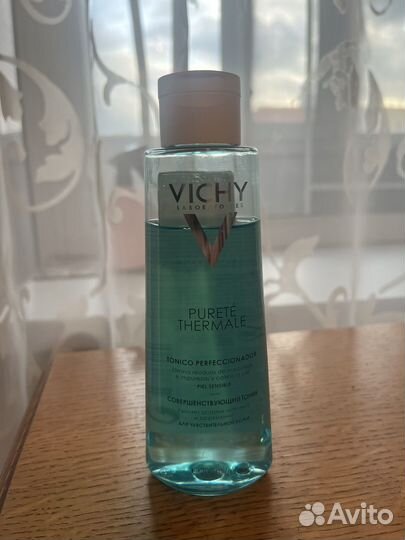 VICHY
LABORATOIRES
PURETÉ
THERMALE
TÓNICO PERFECCIONADOR
PIEL SENSIBLE
СОВЕРШЕНСТВУЮЩИЙ ТОНИК
ДЛЯ ЧУВСТВИТЕЛЬНОЙ КОЖИ
Avito